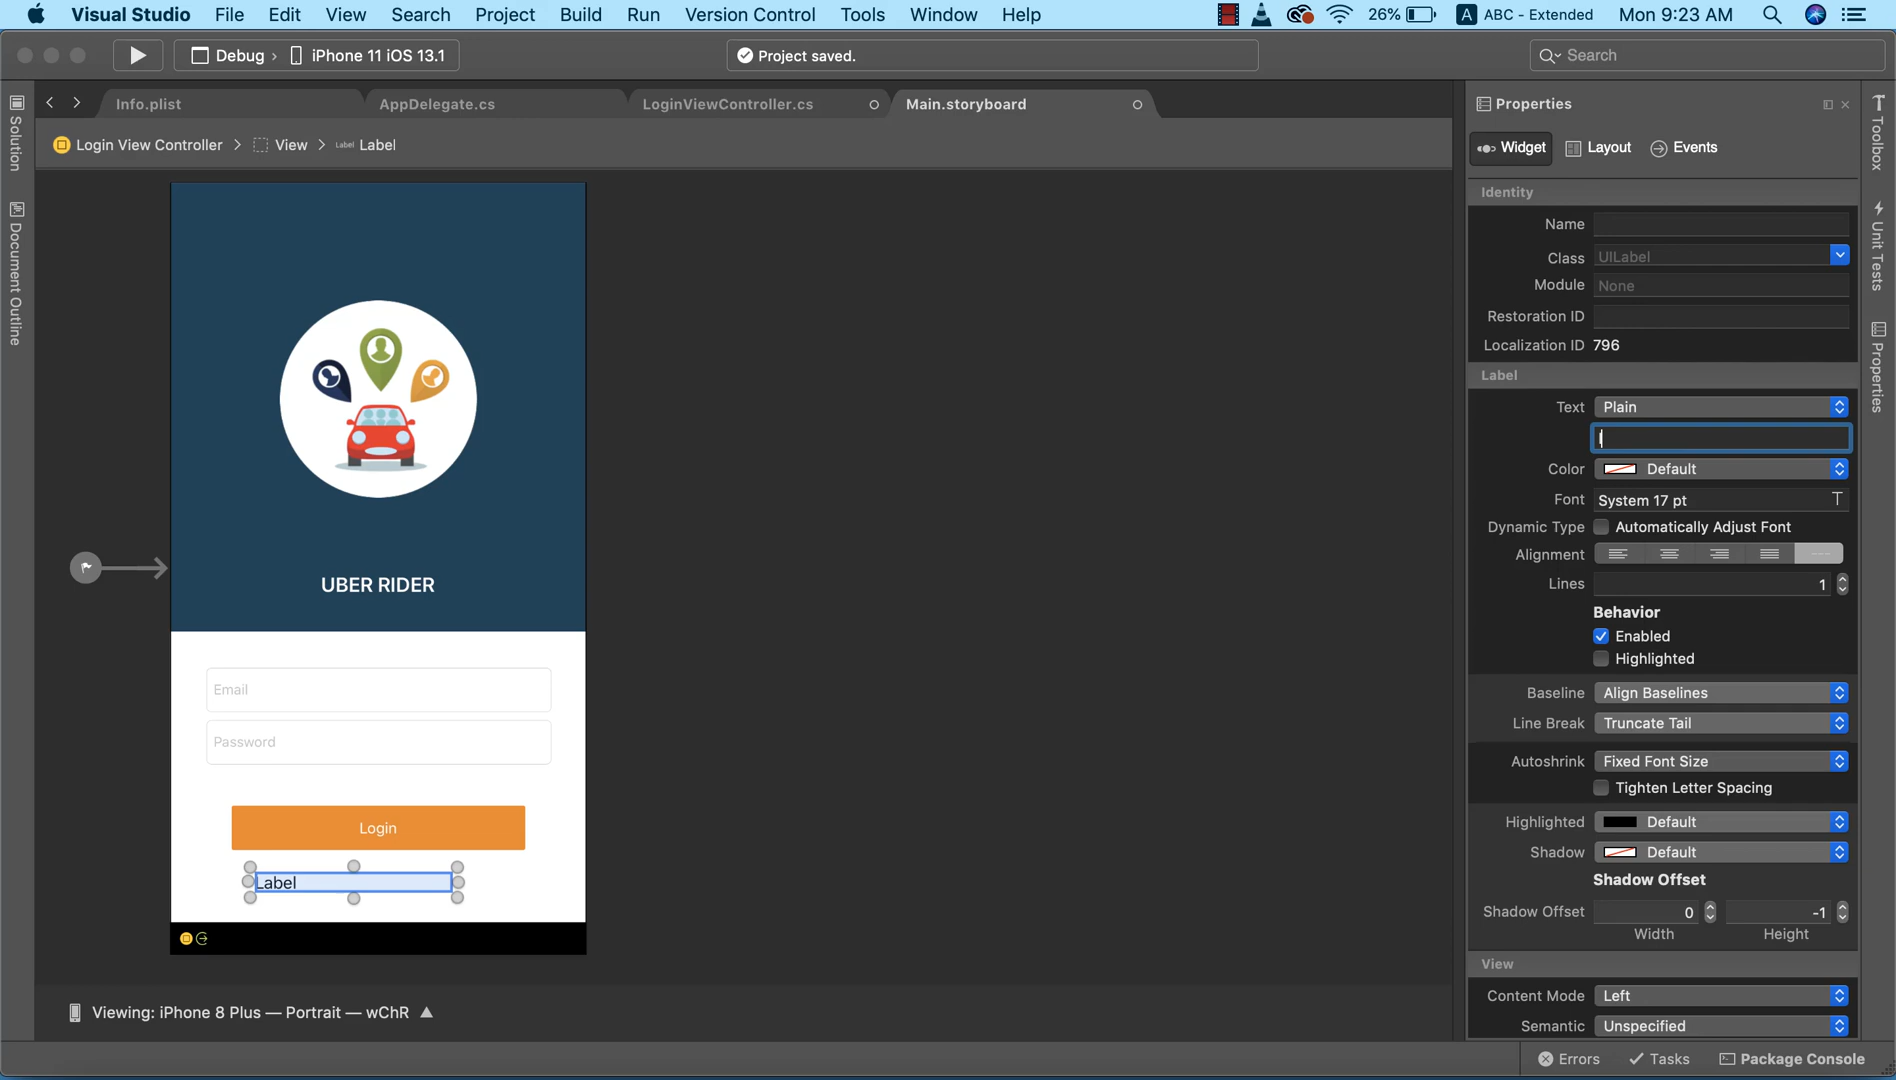 Visual Studio File Edit View Search Project Build Run Version Control Tools Window Help 26% A ABC - Extended Mon 9:23 AM
Debug › iPhone 11 iOS 13.1 Project saved. Search
Info.plist AppDelegate.cs LoginViewController.cs Main.storyboard
Login View Controller > View > Label Label
Solution
Document Outline
UBER RIDER
Email
Password
Login
Label
Viewing: iPhone 8 Plus — Portrait — wChR
Properties
Widget Layout Events
Identity
Name
Class UILabel
Module None
Restoration ID
Localization ID 796
Label
Text Plain
Color Default
Font System 17 pt T
Dynamic Type Automatically Adjust Font
Alignment
Lines 1
Behavior
Enabled
Highlighted
Baseline Align Baselines
Line Break Truncate Tail
Autoshrink Fixed Font Size
Tighten Letter Spacing
Highlighted Default
Shadow Default
Shadow Offset
Shadow Offset 0 -1
Width Height
View
Content Mode Left
Semantic Unspecified
Toolbox
Unit Tests
Properties
Errors Tasks Package Console